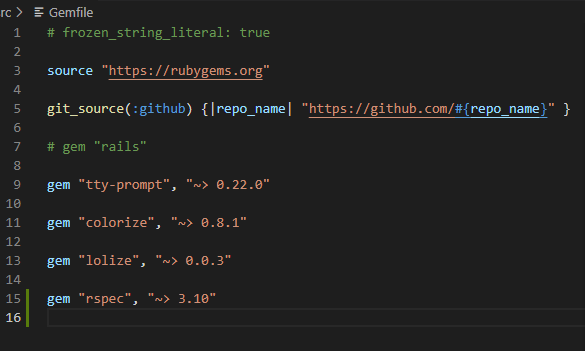 rc > Gemfile
1 # frozen_string_literal: true
2
3 source "https://rubygems.org"
4
5 git_source(:github) {|repo_name| "https://github.com/#{repo_name}" }
6
7 # gem "rails"
8
9 gem "tty-prompt", "~> 0.22.0"
10
11 gem "colorize", "~> 0.8.1"
12
13 gem "lolize", "~> 0.0.3"
14
15 gem "rspec", "~> 3.10"
16